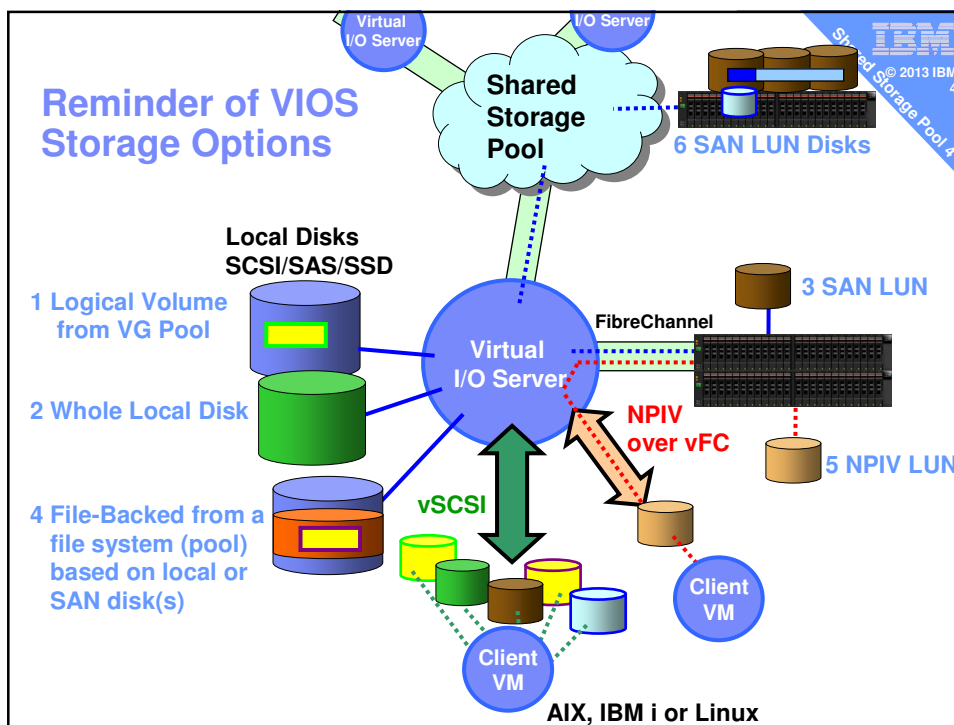 Virtual
I/O Server
I/O Server
IBM
© 2013 IBM
Shared Storage Pool 4
Reminder of VIOS
Storage Options
Shared
Storage
Pool
6 SAN LUN Disks
Local Disks
SCSI/SAS/SSD
1 Logical Volume
from VG Pool
3 SAN LUN
FibreChannel
Virtual
I/O Server
2 Whole Local Disk
NPIV
over vFC
5 NPIV LUN
vSCSI
4 File-Backed from a
file system (pool)
based on local or
SAN disk(s)
Client
VM
Client
VM
AIX, IBM i or Linux